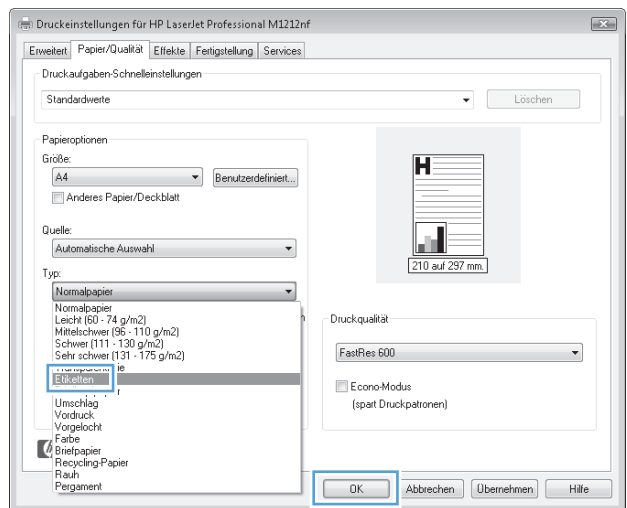 Druckeinstellungen für HP LaserJet Professional M1212nf
Erweitert Papier/Qualität Effekte Fertigstellung Services
Druckaufgaben-Schnelleinstellungen
Standardwerte
Löschen
Papieroptionen
Größe:
A4
Benutzerdefiniert...
Anderes Papier/Deckblatt
Quelle:
Automatische Auswahl
Typ:
Normalpapier
Normalpapier
Leicht (60 - 74 g/m2)
Mittelschwer (96 - 110 g/m2)
Schwer (111 - 130 g/m2)
Sehr schwer (131 - 175 g/m2)
Etiketten
Umschlag
Vordruck
Vorgelocht
Farbe
Briefpapier
Recycling-Papier
Rauh
Pergament
H
210 auf 297 mm.
Druckqualität
FastRes 600
Econo-Modus
(spart Druckpatronen)
OK Abbrechen Übernehmen Hilfe